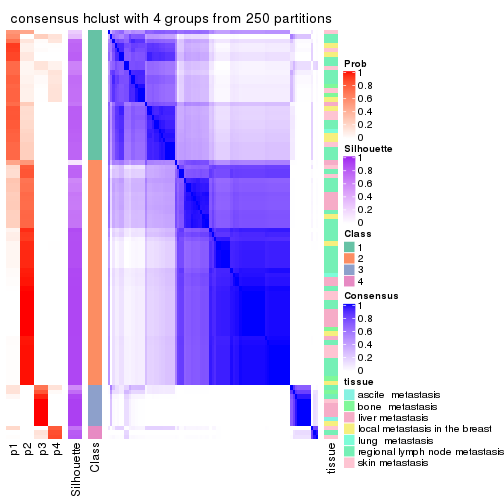 consensus hclust with 4 groups from 250 partitions
Prob
1
0.8
0.6
0.4
0.2
0
Silhouette
1
0.8
0.6
0.4
0.2
0
Class
1
2
3
4
Consensus
1
0.8
0.6
0.4
0.2
0
tissue
ascite metastasis
bone metastasis
liver metastasis
local metastasis in the breast
lung metastasis
regional lymph node metastasis
skin metastasis
p1
p2
p3
p4
Silhouette
Class
tissue